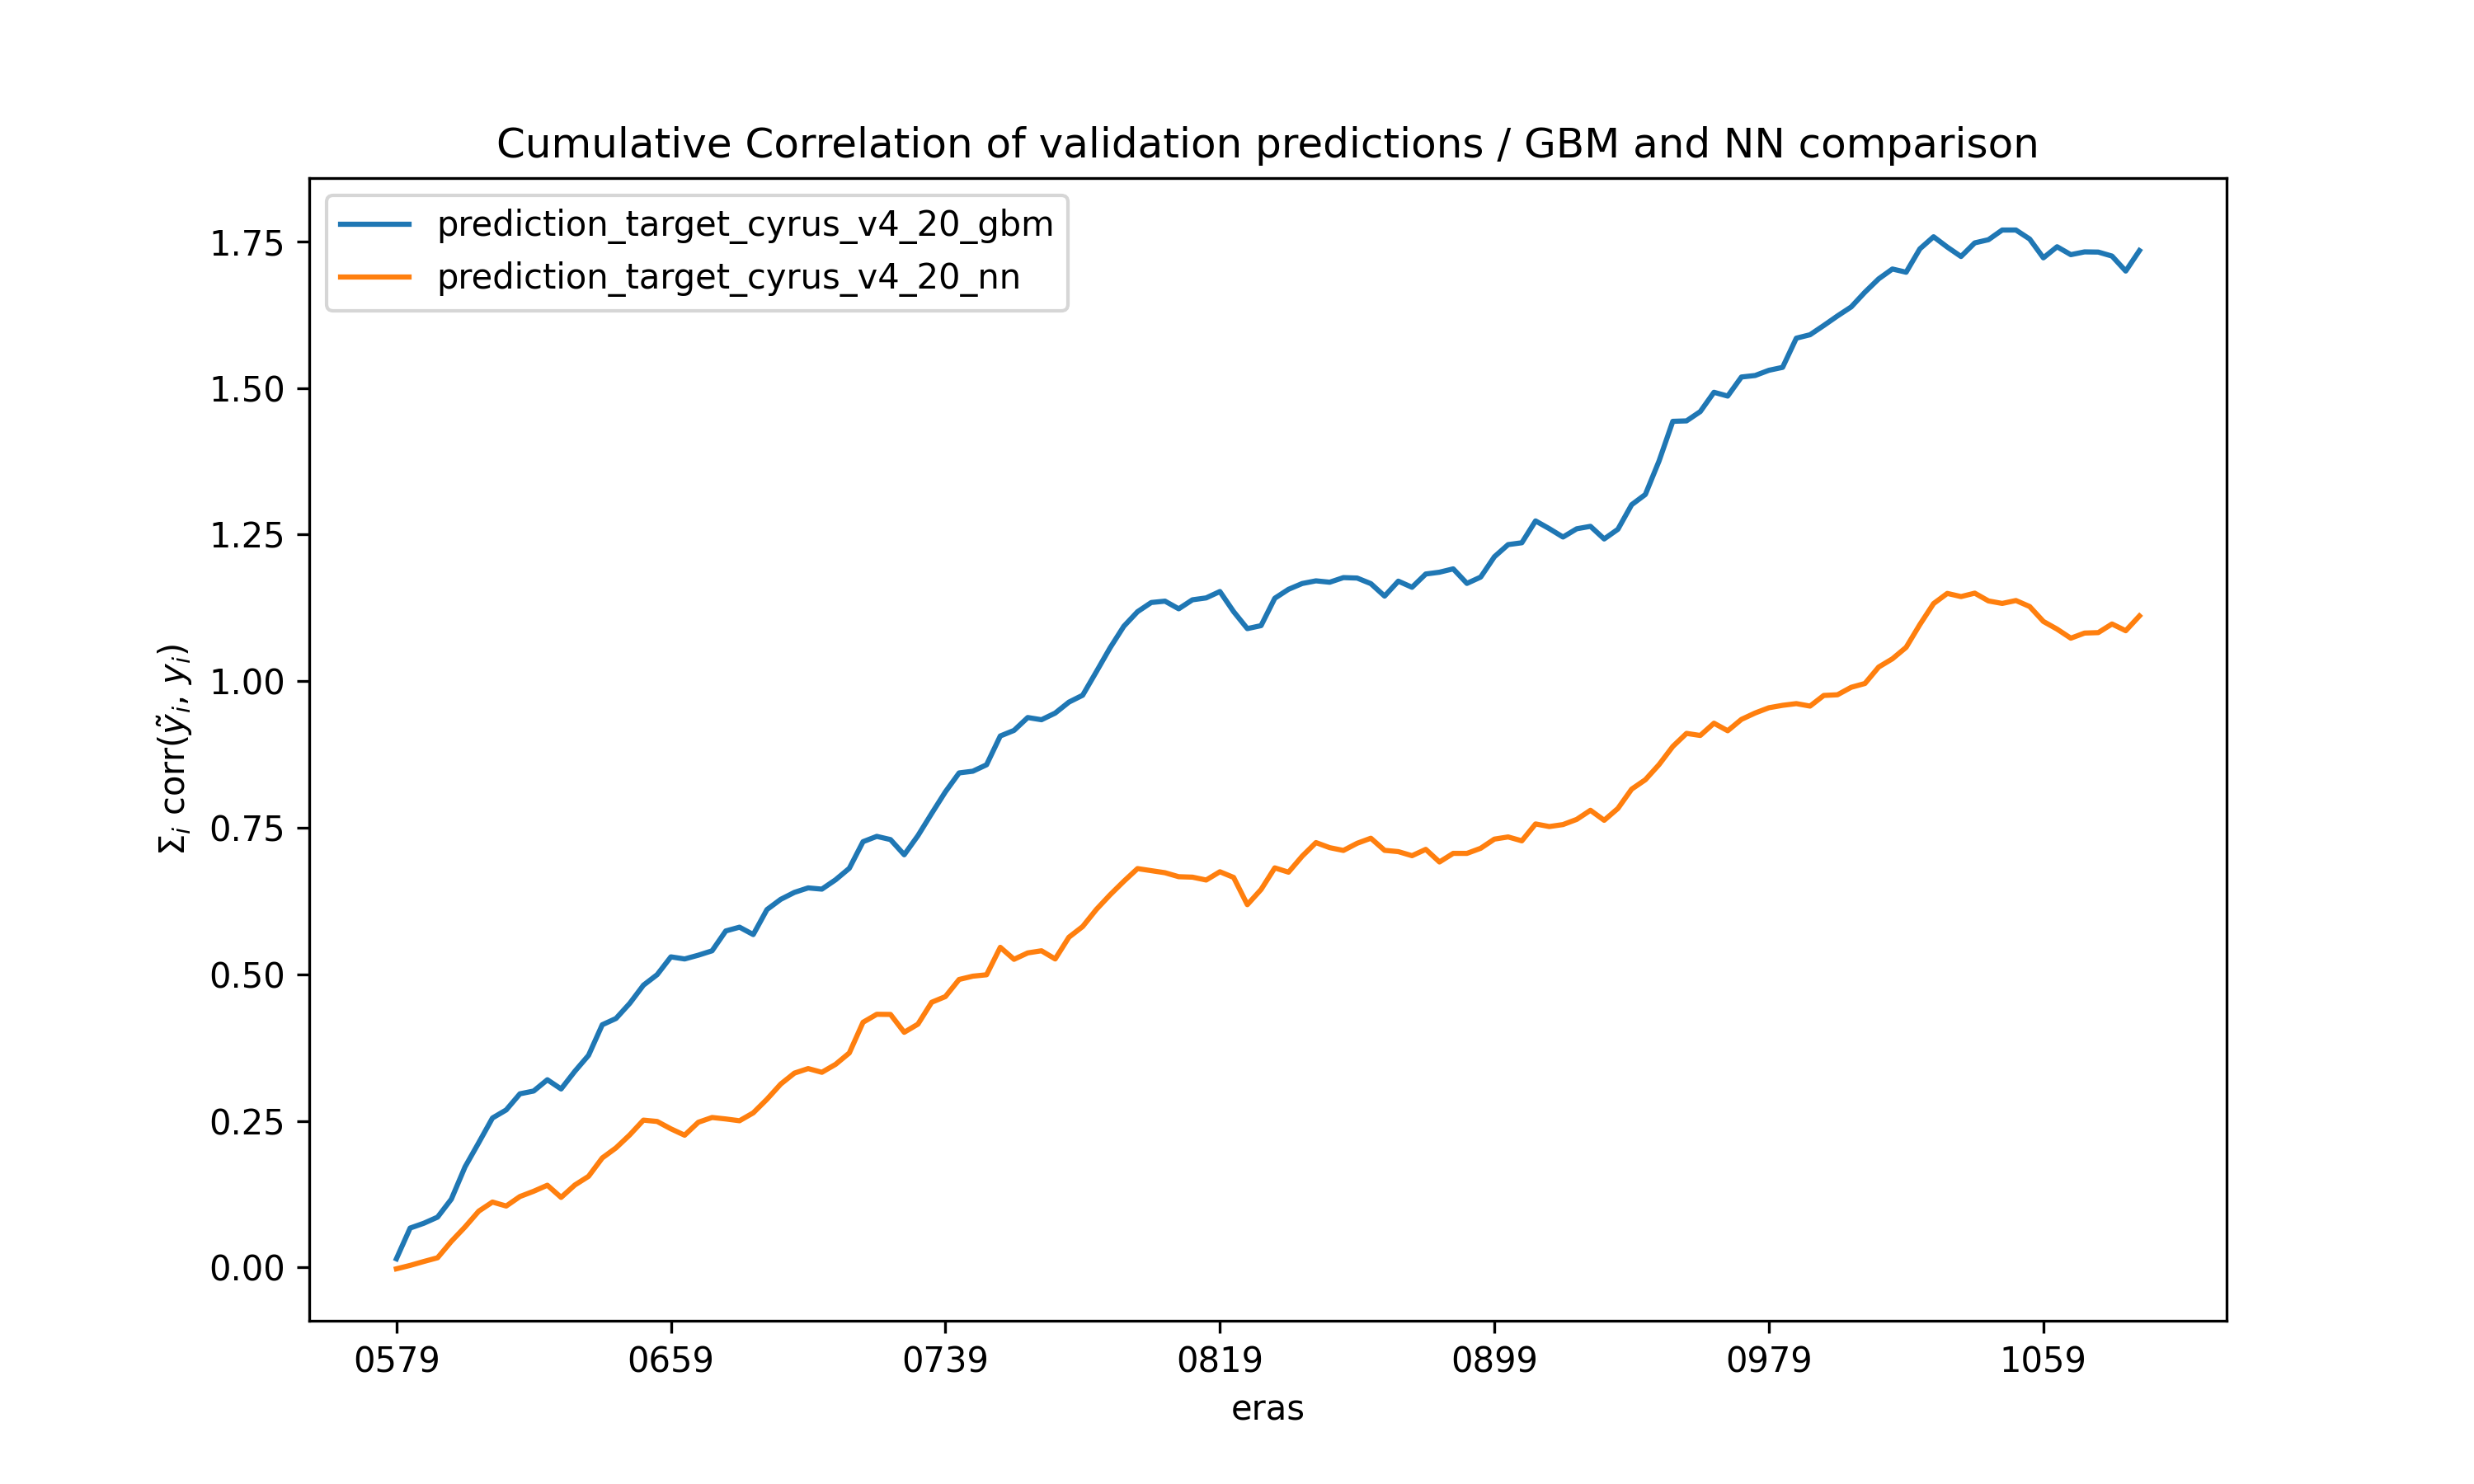 Cumulative Correlation of validation predictions / GBM and NN comparison
prediction_target_cyrus_v4_20_gbm
prediction_target_cyrus_v4_20_nn
1.75
1.50
1.25
1.00
0.75
0.50
0.25
0.00
Σᵢ corr(ỹᵢ, yᵢ)
0579 0659 0739 0819 0899 0979 1059
eras